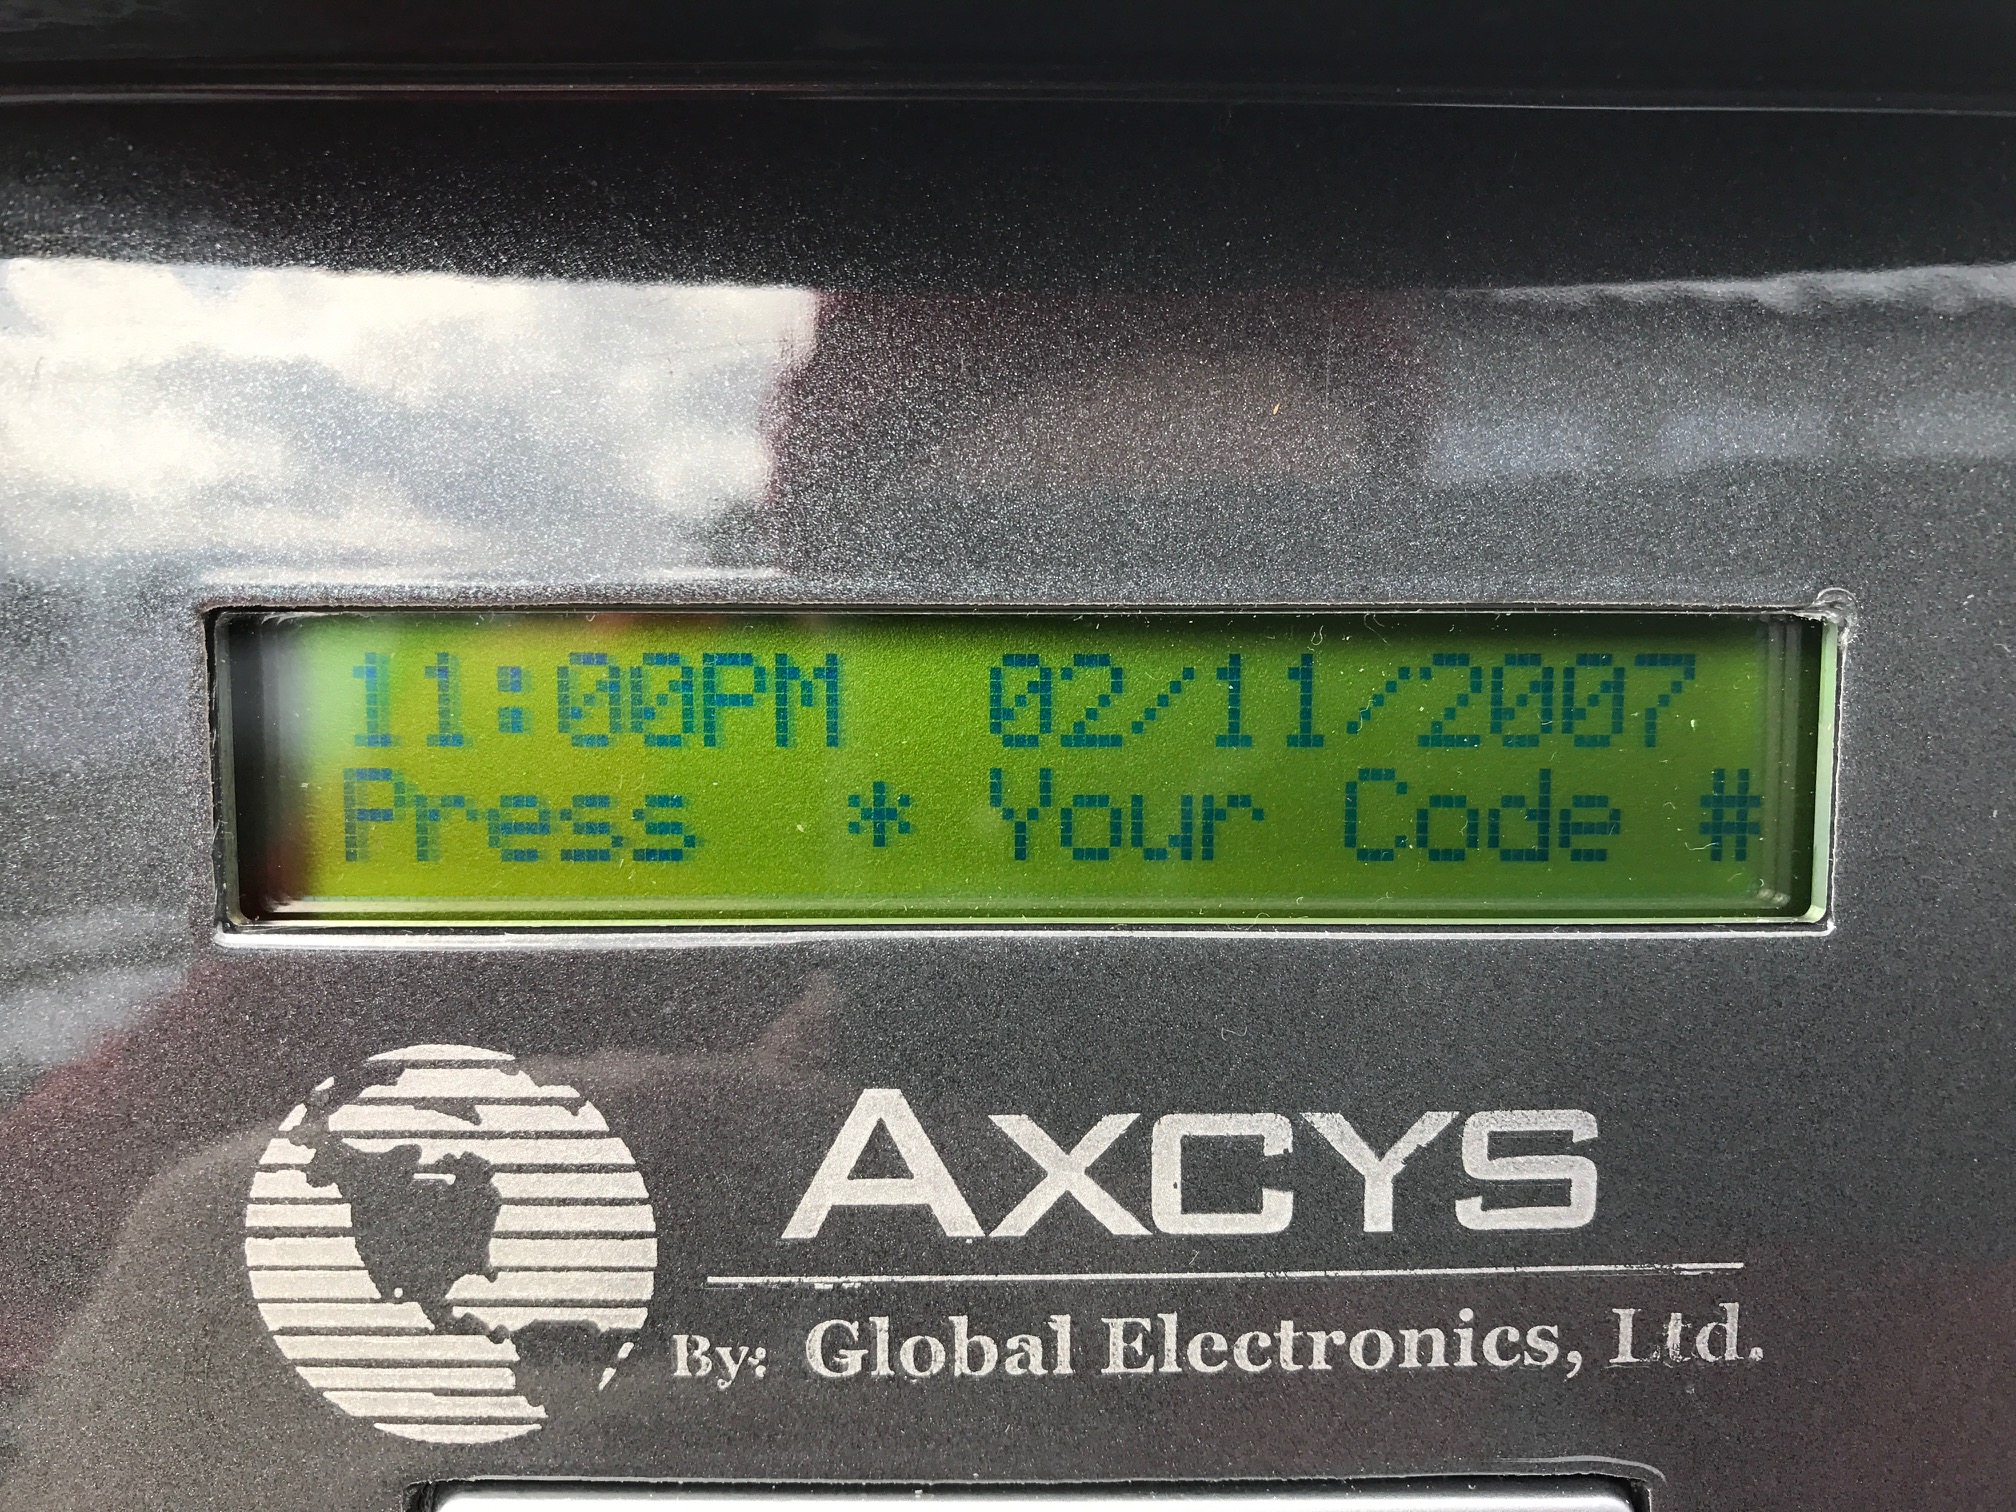 11:00PM 02/11/2007
Press * Your Code #
AXCYS
By: Global Electronics, Ltd.